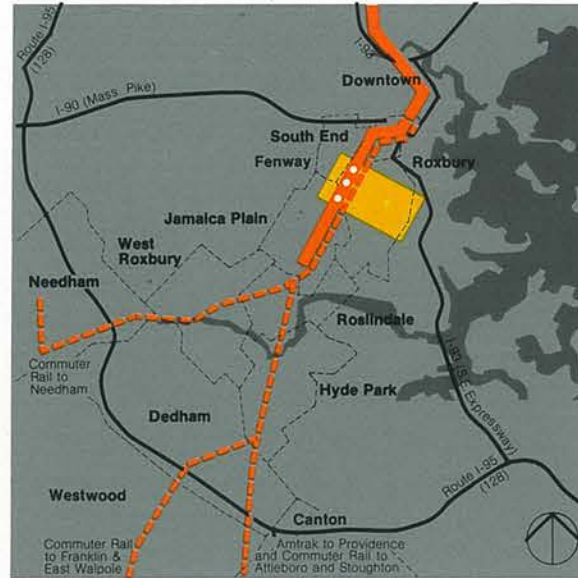 Route I-95
(128)
I-93
Downtown
I-90 (Mass. Pike)
South End
Fenway
Roxbury
Jamaica Plain
West
Roxbury
Needham
Roslindale
Commuter
Rail to
Needham
Hyde Park
I-93 (S.E. Expressway)
Dedham
Route I-95
(128)
Westwood
Canton
Commuter Rail
to Franklin &
East Walpole
Amtrak to Providence
and Commuter Rail to
Attleboro and Stoughton